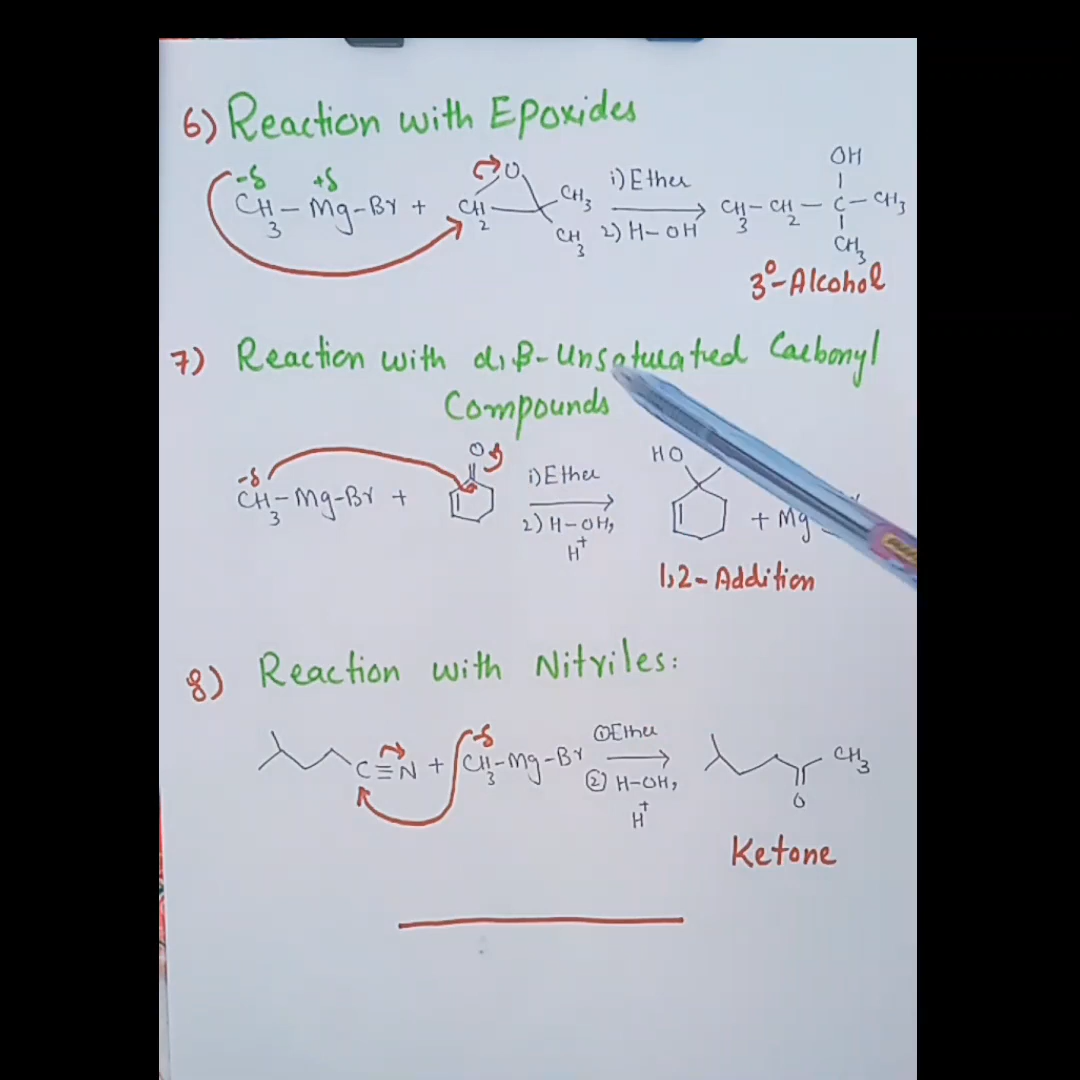 6) Reaction with Epoxides
-δ +δ
CH3-Mg-Br + CH2 O CH3 CH3 i) Ether 2) H-OH CH3-CH2-C-CH3 OH CH3
3°-Alcohol
7) Reaction with α,β-Unsaturated Carbonyl
Compounds
-δ
CH3-Mg-Br + O i) Ether 2) H-OH, H+ HO + Mg
1,2-Addition
8) Reaction with Nitriles:
C≡N + -δ CH3-Mg-Br ① Ether ② H-OH, H+ CH3 O
Ketone